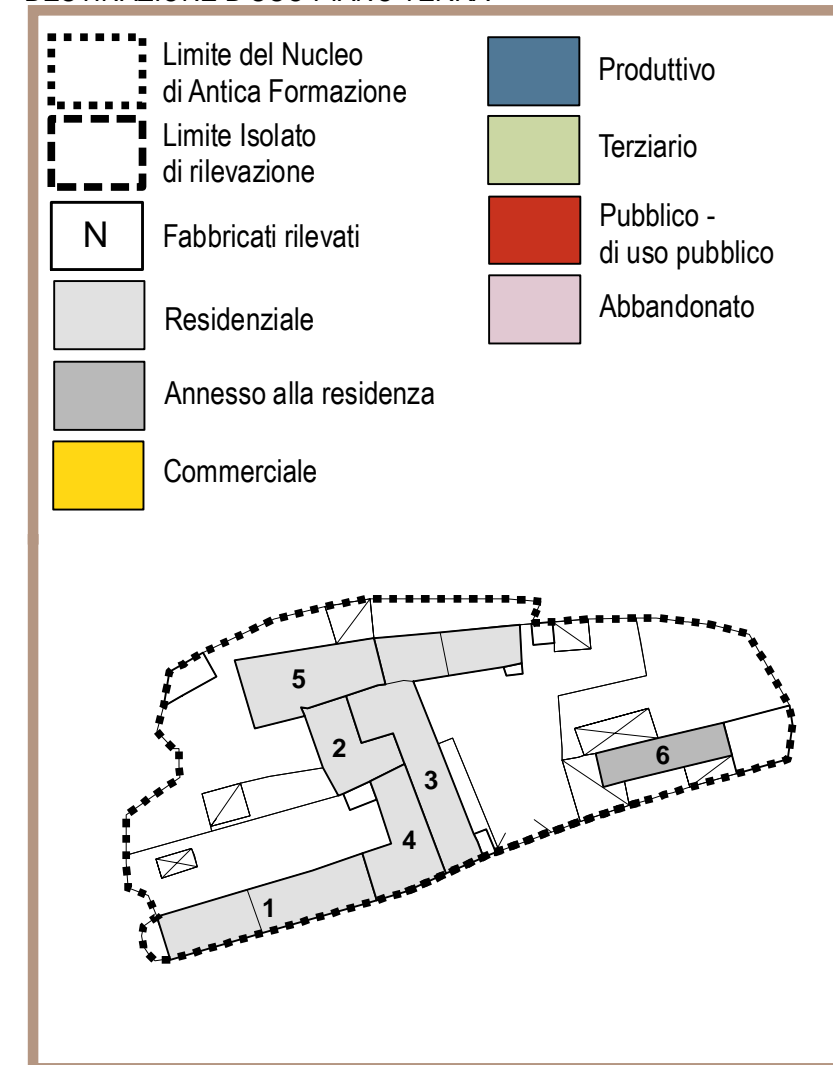 Limite del Nucleo
di Antica Formazione
Limite Isolato
di rilevazione
N
Fabbricati rilevati
Residenziale
Annesso alla residenza
Commerciale
Produttivo
Terziario
Pubblico -
di uso pubblico
Abbandonato
5
2
3
6
4
1